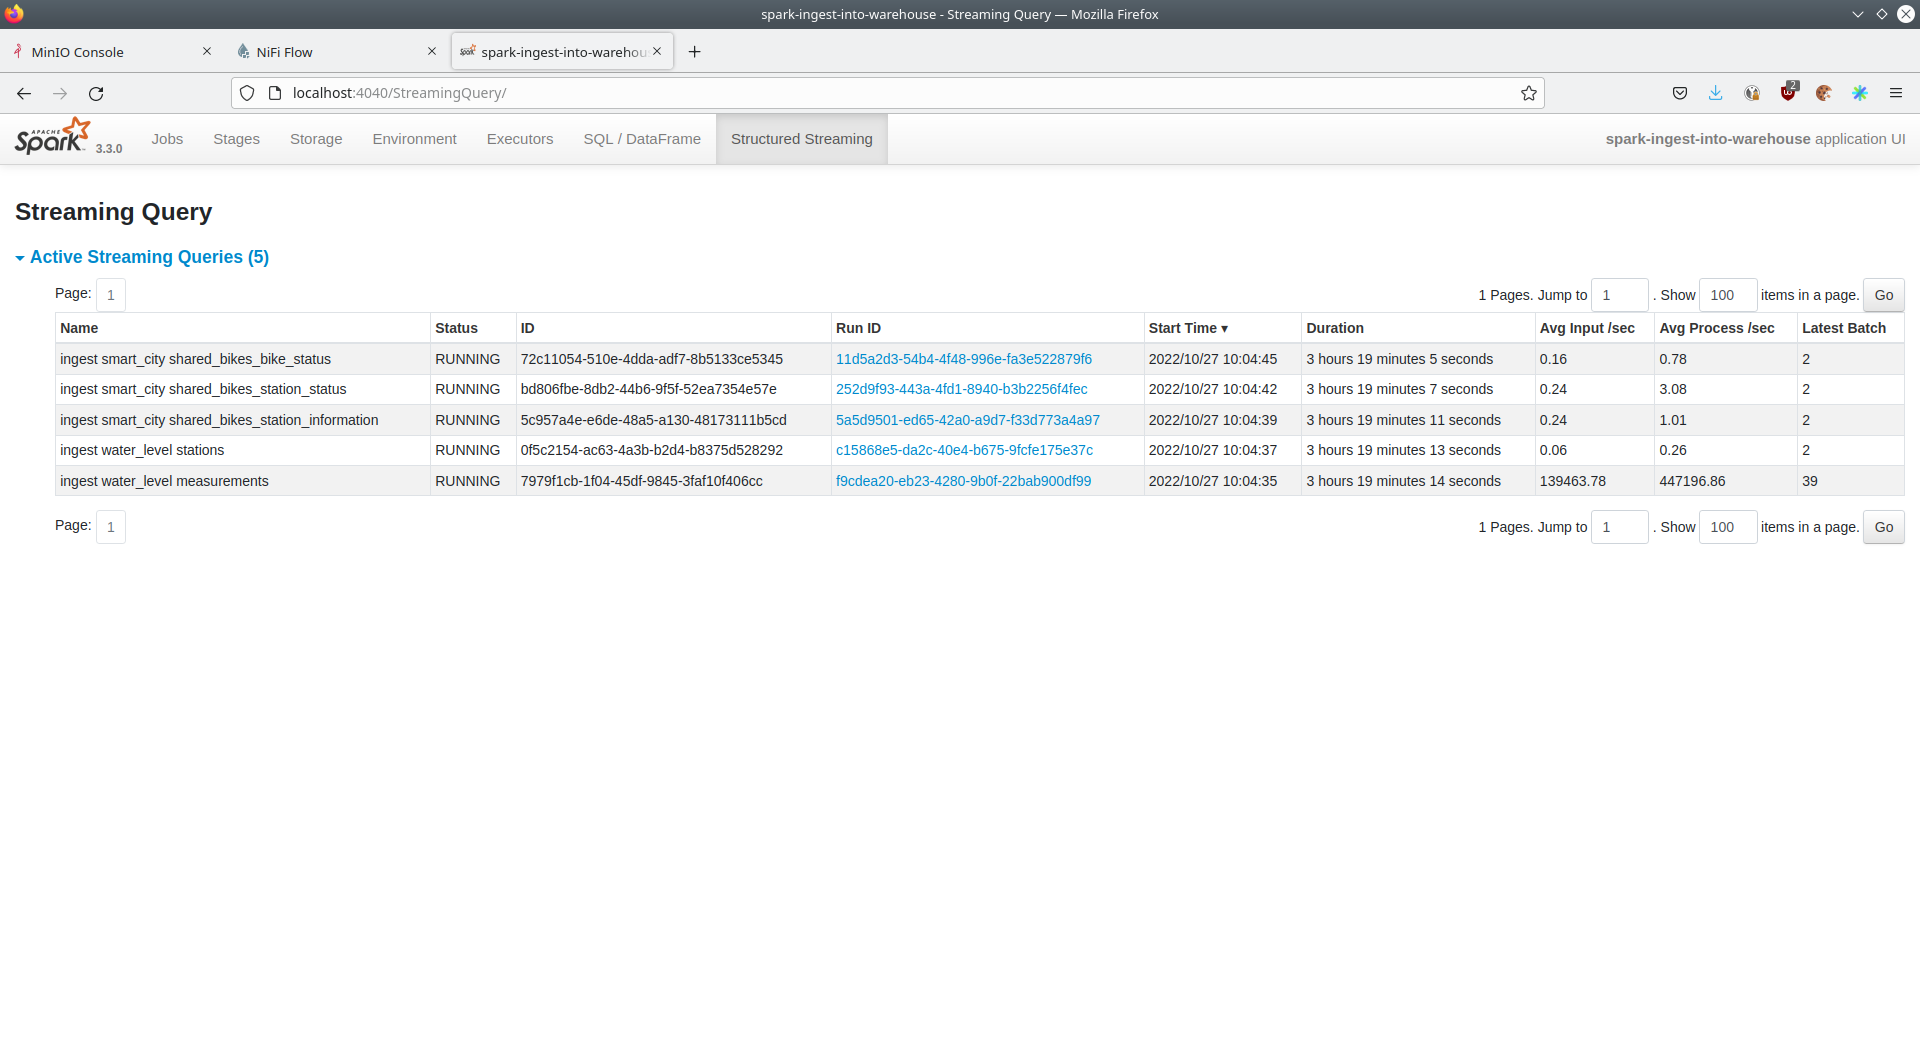 spark-ingest-into-warehouse - Streaming Query — Mozilla Firefox
MinIO Console
NiFi Flow
spark-ingest-into-warehou
localhost:4040/StreamingQuery/
2
APACHE Spark 3.3.0 Jobs Stages Storage Environment Executors SQL / DataFrame Structured Streaming spark-ingest-into-warehouse application UI
Streaming Query
Active Streaming Queries (5)
Page: 1 1 Pages. Jump to 1 . Show 100 items in a page. Go
Name Status ID Run ID Start Time ▾ Duration Avg Input /sec Avg Process /sec Latest Batch
ingest smart_city shared_bikes_bike_status RUNNING 72c11054-510e-4dda-adf7-8b5133ce5345 11d5a2d3-54b4-4f48-996e-fa3e522879f6 2022/10/27 10:04:45 3 hours 19 minutes 5 seconds 0.16 0.78 2
ingest smart_city shared_bikes_station_status RUNNING bd806fbe-8db2-44b6-9f5f-52ea7354e57e 252d9f93-443a-4fd1-8940-b3b2256f4fec 2022/10/27 10:04:42 3 hours 19 minutes 7 seconds 0.24 3.08 2
ingest smart_city shared_bikes_station_information RUNNING 5c957a4e-e6de-48a5-a130-48173111b5cd 5a5d9501-ed65-42a0-a9d7-f33d773a4a97 2022/10/27 10:04:39 3 hours 19 minutes 11 seconds 0.24 1.01 2
ingest water_level stations RUNNING 0f5c2154-ac63-4a3b-b2d4-b8375d528292 c15868e5-da2c-40e4-b675-9fcfe175e37c 2022/10/27 10:04:37 3 hours 19 minutes 13 seconds 0.06 0.26 2
ingest water_level measurements RUNNING 7979f1cb-1f04-45df-9845-3faf10f406cc f9cdea20-eb23-4280-9b0f-22bab900df99 2022/10/27 10:04:35 3 hours 19 minutes 14 seconds 139463.78 447196.86 39
Page: 1 1 Pages. Jump to 1 . Show 100 items in a page. Go